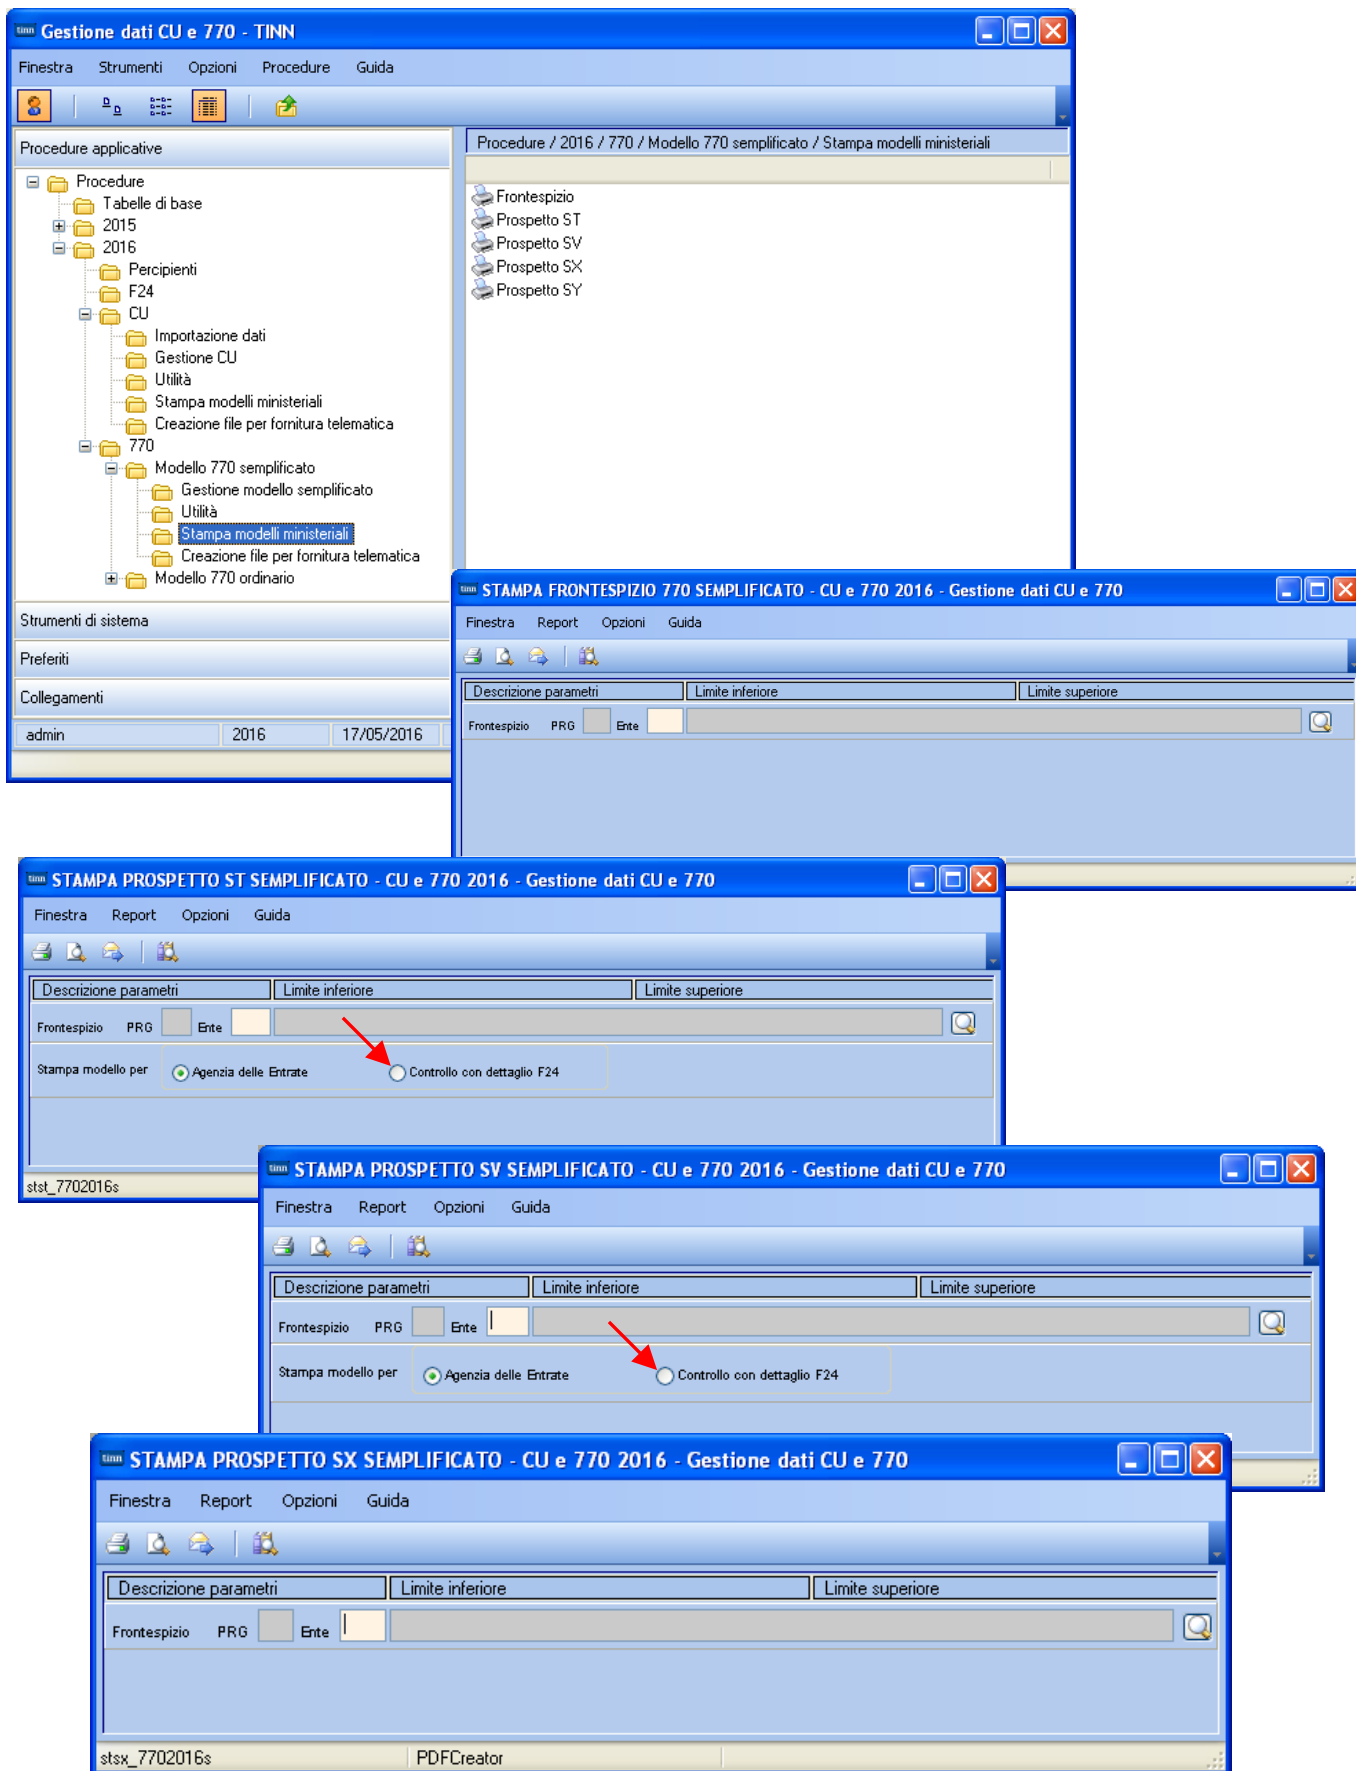 tinn Gestione dati CU e 770 - TINN
Finestra Strumenti Opzioni Procedure Guida
Procedure applicative
Procedure / 2016 / 770 / Modello 770 semplificato / Stampa modelli ministeriali
Procedure
Tabelle di base
2015
2016
Percipienti
F24
CU
Importazione dati
Gestione CU
Utilità
Stampa modelli ministeriali
Creazione file per fornitura telematica
770
Modello 770 semplificato
Gestione modello semplificato
Utilità
Stampa modelli ministeriali
Creazione file per fornitura telematica
Modello 770 ordinario
Frontespizio
Prospetto ST
Prospetto SV
Prospetto SX
Prospetto SY
Strumenti di sistema
Preferiti
Collegamenti
admin 2016 17/05/2016
tinn STAMPA FRONTESPIZIO 770 SEMPLIFICATO - CU e 770 2016 - Gestione dati CU e 770
Finestra Report Opzioni Guida
Descrizione parametri Limite inferiore Limite superiore
Frontespizio PRG Ente
tinn STAMPA PROSPETTO ST SEMPLIFICATO - CU e 770 2016 - Gestione dati CU e 770
Finestra Report Opzioni Guida
Descrizione parametri Limite inferiore Limite superiore
Frontespizio PRG Ente
Stampa modello per Agenzia delle Entrate Controllo con dettaglio F24
stst_7702016s
tinn STAMPA PROSPETTO SV SEMPLIFICATO - CU e 770 2016 - Gestione dati CU e 770
Finestra Report Opzioni Guida
Descrizione parametri Limite inferiore Limite superiore
Frontespizio PRG Ente
Stampa modello per Agenzia delle Entrate Controllo con dettaglio F24
tinn STAMPA PROSPETTO SX SEMPLIFICATO - CU e 770 2016 - Gestione dati CU e 770
Finestra Report Opzioni Guida
Descrizione parametri Limite inferiore Limite superiore
Frontespizio PRG Ente
stsx_7702016s PDFCreator